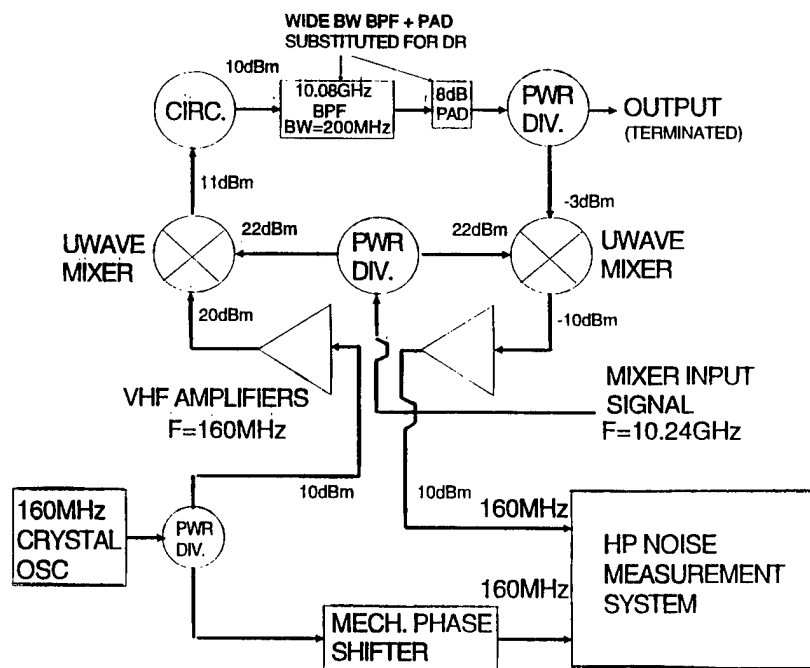 WIDE BW BPF + PAD
SUBSTITUTED FOR DR
10dBm
CIRC.
10.08GHz
BPF
BW=200MHz
8dB
PAD
PWR
DIV.
OUTPUT
(TERMINATED)
11dBm
-3dBm
UWAVE
MIXER
22dBm
PWR
DIV.
22dBm
UWAVE
MIXER
20dBm
-10dBm
VHF AMPLIFIERS
F=160MHz
MIXER INPUT
SIGNAL
F=10.24GHz
10dBm
10dBm
160MHz
160MHz
CRYSTAL
OSC
PWR
DIV.
160MHz
HP NOISE
MEASUREMENT
SYSTEM
MECH. PHASE
SHIFTER